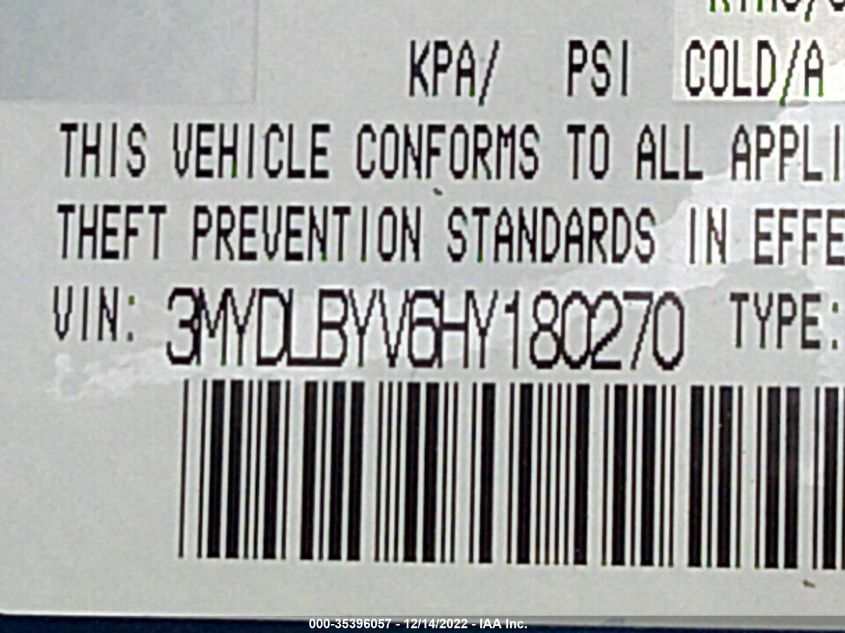 KPA/ PSI COLD/A
THIS VEHICLE CONFORMS TO ALL APPLI
THEFT PREVENTION STANDARDS IN EFFE
VIN: 3MYDLBYV6HY180270 TYPE:
000-35396057 - 12/14/2022 - IAA Inc.